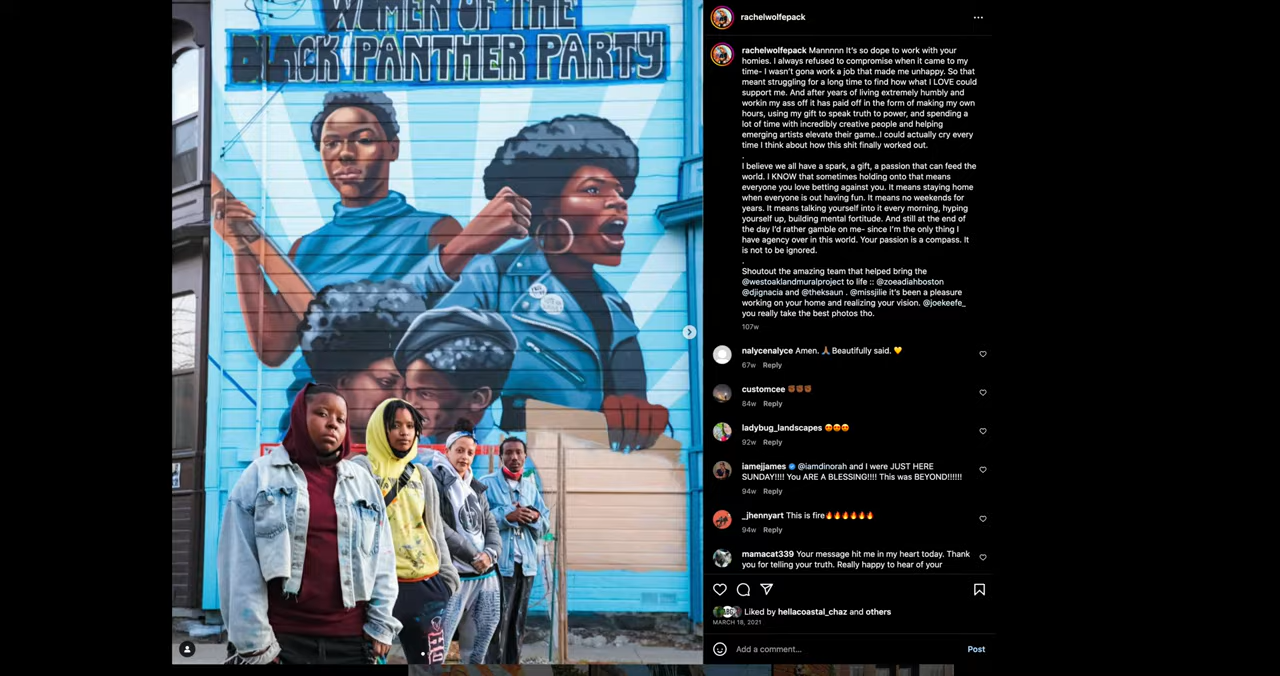 WOMEN OF THE
BLACK PANTHER PARTY
rachelwolfepack
rachelwolfepack Mannnnn It's so dope to work with your
homies. I always refused to compromise when it came to my
time- I wasn't gona work a job that made me unhappy. So that
meant struggling for a long time to find how what I LOVE could
support me. And after years of living extremely humbly and
workin my ass off it has paid off in the form of making my own
hours, using my gift to speak truth to power, and spending a
lot of time with incredibly creative people and helping
emerging artists elevate their game..I could actually cry every
time I think about how this shit finally worked out.
.
I believe we all have a spark, a gift, a passion that can feed the
world. I KNOW that sometimes holding onto that means
everyone you love betting against you. It means staying home
when everyone is out having fun. It means no weekends for
years. It means talking yourself into it every morning, hyping
yourself up, building mental fortitude. And still at the end of
the day I'd rather gamble on me- since I'm the only thing I
have agency over in this world. Your passion is a compass. It
is not to be ignored.
.
Shoutout the amazing team that helped bring the
@westoaklandmuralproject to life :: @zoeadiahboston
@djignacia and @theksaun . @missjilie it's been a pleasure
working on your home and realizing your vision. @joekeefe_
you really take the best photos tho.
107w
nalycenalyce Amen. 🙏🏾 Beautifully said. 💛
67w Reply
customcee ✊🏾✊🏾✊🏾
84w Reply
ladybug_landscapes 😍😍😍
92w Reply
iamejjames @iamdinorah and I were JUST HERE
SUNDAY!!!! You ARE A BLESSING!!!! This was BEYOND!!!!!!
94w Reply
_jhennyart This is fire🔥🔥🔥🔥🔥🔥
94w Reply
mamacat339 Your message hit me in my heart today. Thank
you for telling your truth. Really happy to hear of your
Liked by hellacoastal_chaz and others
MARCH 18, 2021
Add a comment...
Post